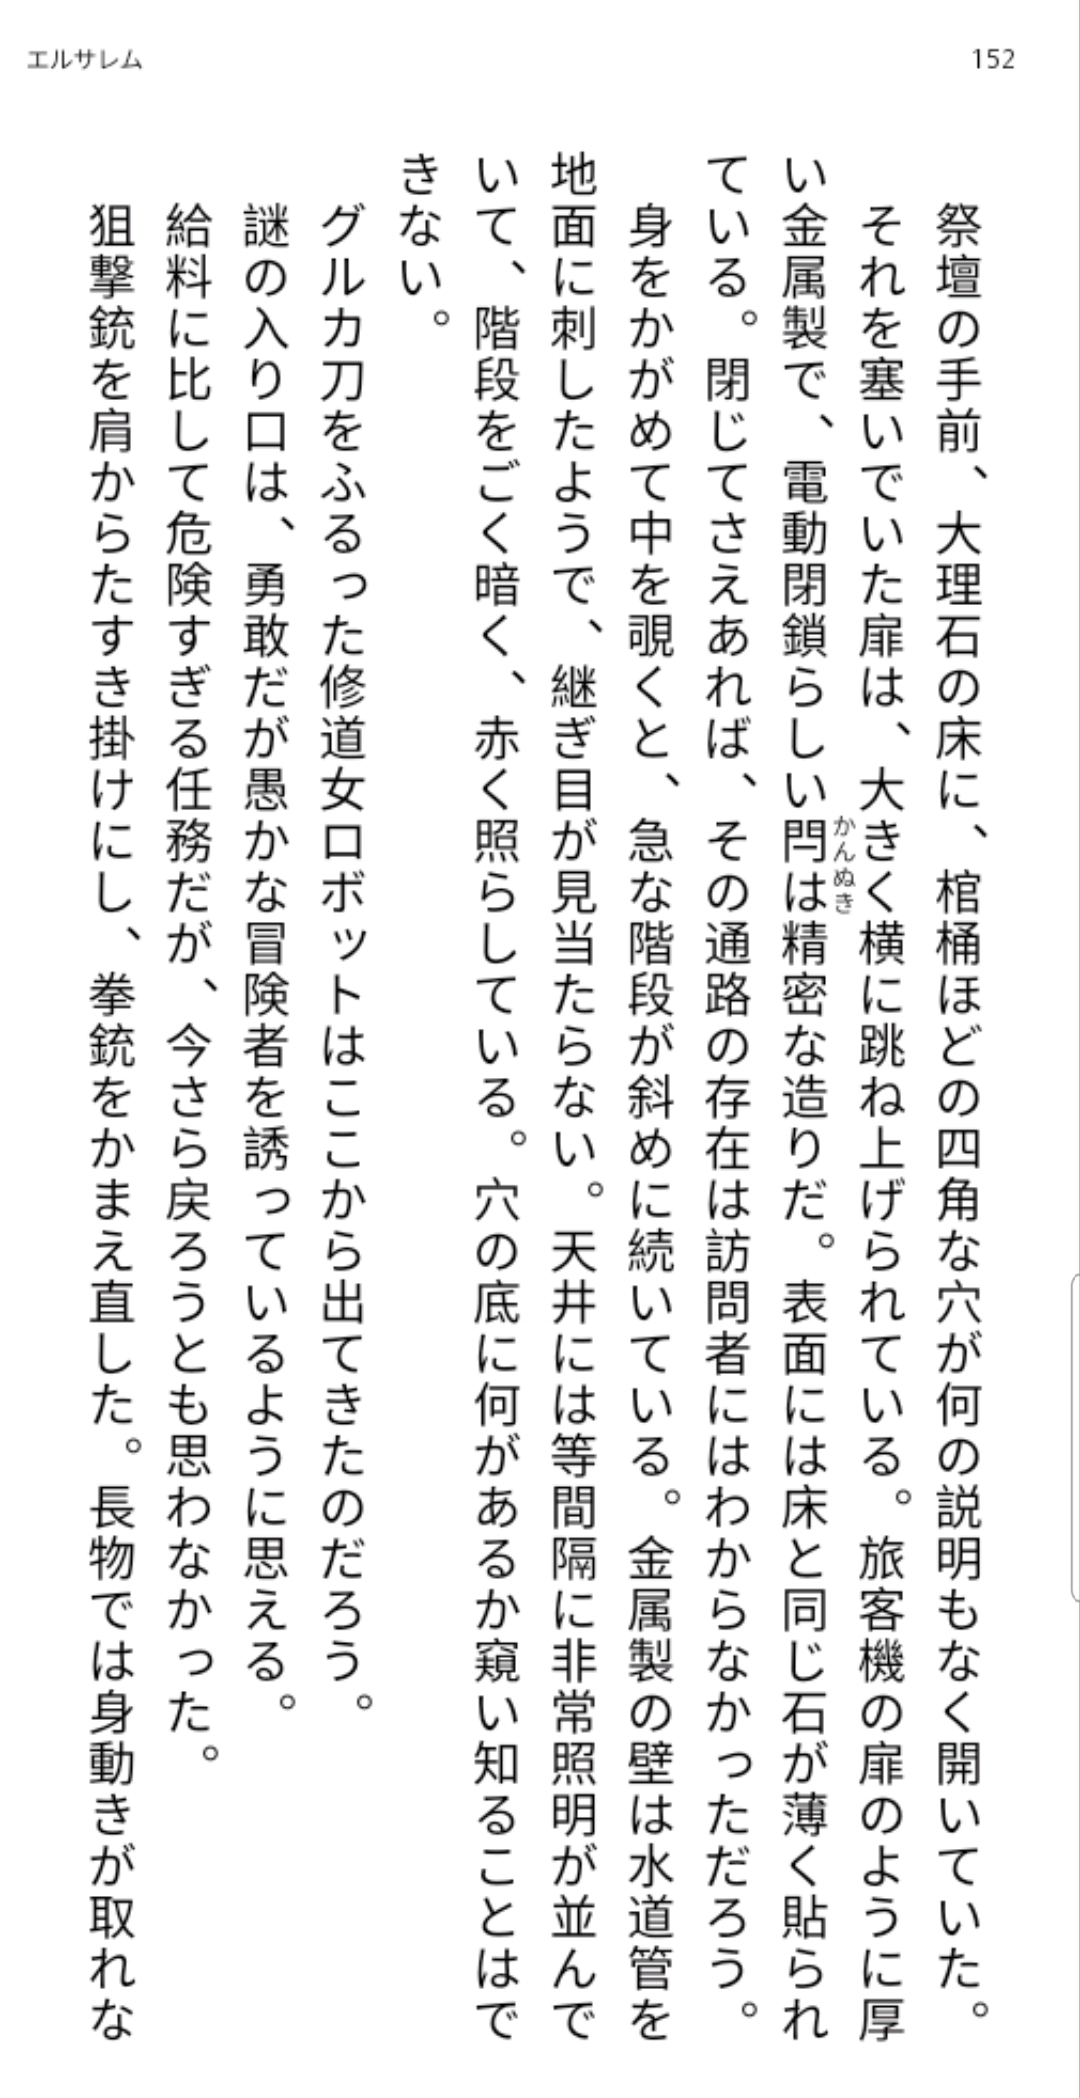 エルサレム
152
祭壇の手前、大理石の床に、棺桶ほどの四角な穴が何の説明もなく開いていた。
それを塞いでいた扉は、大きく横に跳ね上げられている。旅客機の扉のように厚
い金属製で、電動閉鎖らしい閂は精密な造りだ。表面には床と同じ石が薄く貼られ
かんぬき
ている。閉じてさえあれば、その通路の存在は訪問者にはわからなかっただろう。
身をかがめて中を覗くと、急な階段が斜めに続いている。金属製の壁は水道管を
地面に刺したようで、継ぎ目が見当たらない。天井には等間隔に非常照明が並んで
いて、階段をごく暗く、赤く照らしている。穴の底に何があるか窺い知ることはで
きない。
グルカ刀をふるった修道女ロボットはここから出てきたのだろう。
謎の入り口は、勇敢だが愚かな冒険者を誘っているように思える。
給料に比して危険すぎる任務だが、今さら戻ろうとも思わなかった。
狙撃銃を肩からたすき掛けにし、拳銃をかまえ直した。長物では身動きが取れな